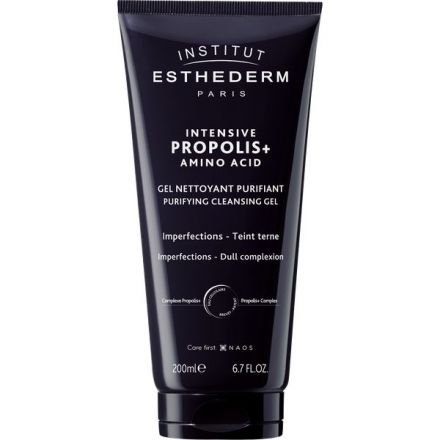 INSTITUT
ESTHEDERM
PARIS
INTENSIVE
PROPOLIS+
AMINO ACID
GEL NETTOYANT PURIFIANT
PURIFYING CLEANSING GEL
Imperfections - Teint terne
Imperfections - Dull complexion
Complexe Propolis+
Propolis+ Complex
Care first. NAOS
200ml℮ 6.7 FL.OZ.